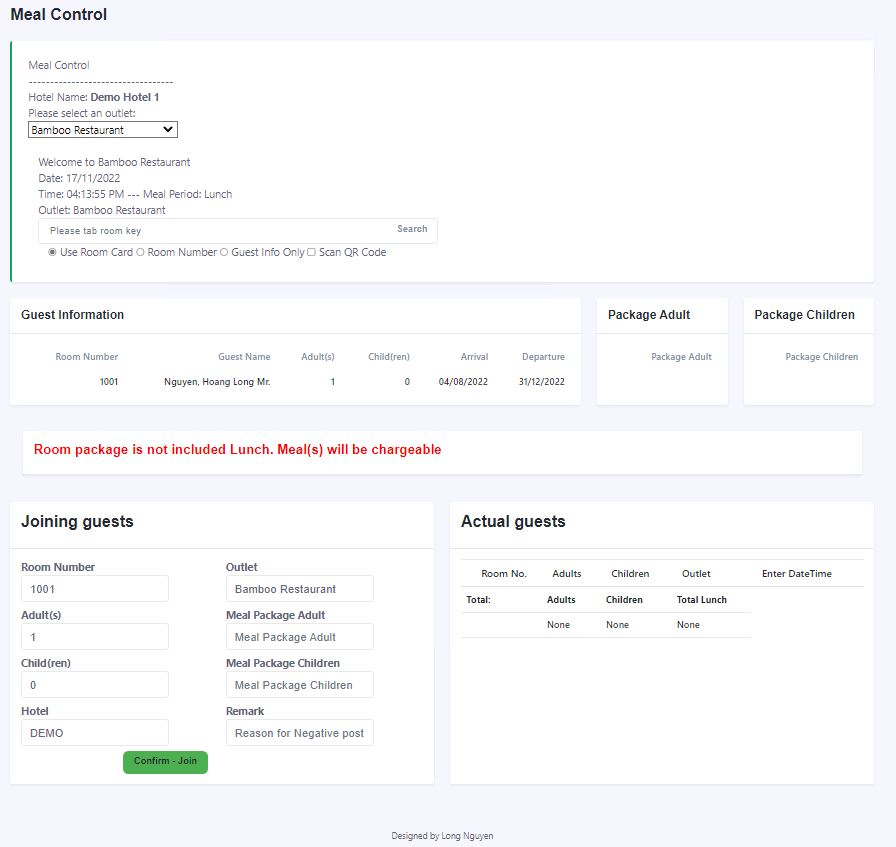 Meal Control
Meal Control
----------------------------------
Hotel Name: Demo Hotel 1
Please select an outlet:
Bamboo Restaurant
Welcome to Bamboo Restaurant
Date: 17/11/2022
Time: 04:13:55 PM --- Meal Period: Lunch
Outlet: Bamboo Restaurant
Please tab room key Search
Use Room Card Room Number Guest Info Only Scan QR Code
Guest Information
Room Number Guest Name Adult(s) Child(ren) Arrival Departure
1001 Nguyen, Hoang Long Mr. 1 0 04/08/2022 31/12/2022
Package Adult
Package Adult
Package Children
Package Children
Room package is not included Lunch. Meal(s) will be chargeable
Joining guests
Room Number Outlet
1001 Bamboo Restaurant
Adult(s) Meal Package Adult
1 Meal Package Adult
Child(ren) Meal Package Children
0 Meal Package Children
Hotel Remark
DEMO Reason for Negative post
Confirm - Join
Actual guests
Room No. Adults Children Outlet Enter DateTime
Total: Adults Children Total Lunch
None None None
Designed by Long Nguyen